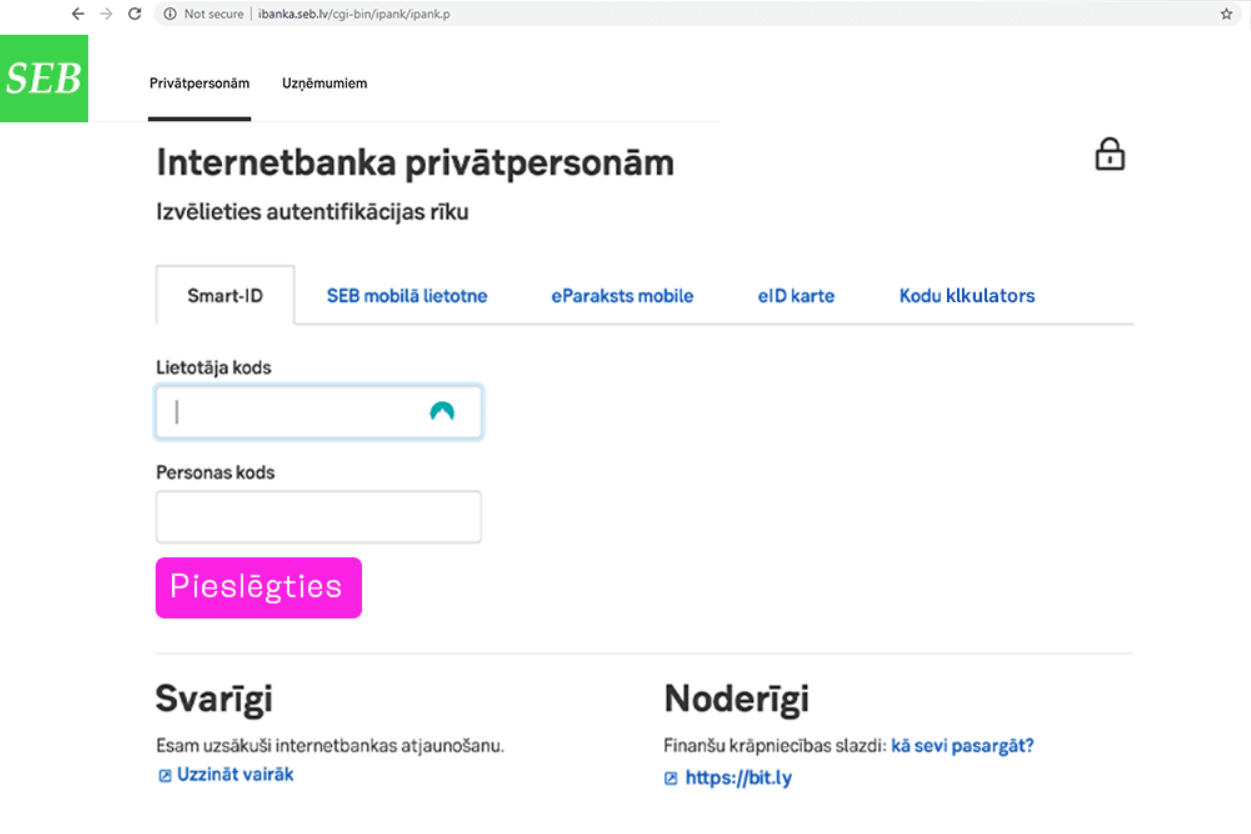 Not secure | ibanka.seb.lv/cgi-bin/ipank/ipank.p
SEB
Privātpersonām Uzņēmumiem
Internetbanka privātpersonām
Izvēlieties autentifikācijas rīku
Smart-ID SEB mobilā lietotne eParaksts mobile eID karte Kodu klkulators
Lietotāja kods
Personas kods
Pieslēgties
Svarīgi
Esam uzsākuši internetbankas atjaunošanu.
Uzzināt vairāk
Noderīgi
Finanšu krāpniecības slazdi: kā sevi pasargāt?
https://bit.ly